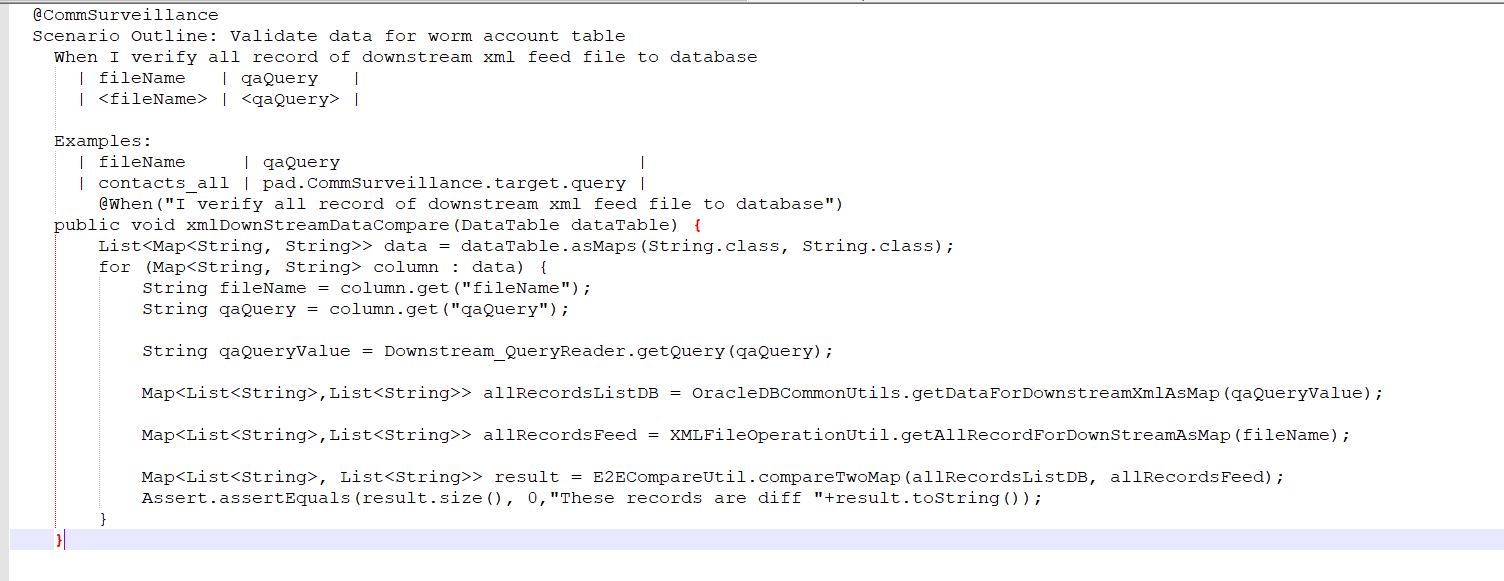 @CommSurveillance
Scenario Outline: Validate data for worm account table
When I verify all record of downstream xml feed file to database
| fileName | qaQuery |
| <fileName> | <qaQuery> |
Examples:
| fileName | qaQuery |
| contacts_all | pad.CommSurveillance.target.query |
@When("I verify all record of downstream xml feed file to database")
public void xmlDownStreamDataCompare(DataTable dataTable) {
List<Map<String, String>> data = dataTable.asMaps(String.class, String.class);
for (Map<String, String> column : data) {
String fileName = column.get("fileName");
String qaQuery = column.get("qaQuery");
String qaQueryValue = Downstream_QueryReader.getQuery(qaQuery);
Map<List<String>,List<String>> allRecordsListDB = OracleDBCommonUtils.getDataForDownstreamXmlAsMap(qaQueryValue);
Map<List<String>,List<String>> allRecordsFeed = XMLFileOperationUtil.getAllRecordForDownStreamAsMap(fileName);
Map<List<String>, List<String>> result = E2ECompareUtil.compareTwoMap(allRecordsListDB, allRecordsFeed);
Assert.assertEquals(result.size(), 0,"These records are diff "+result.toString());
}
}